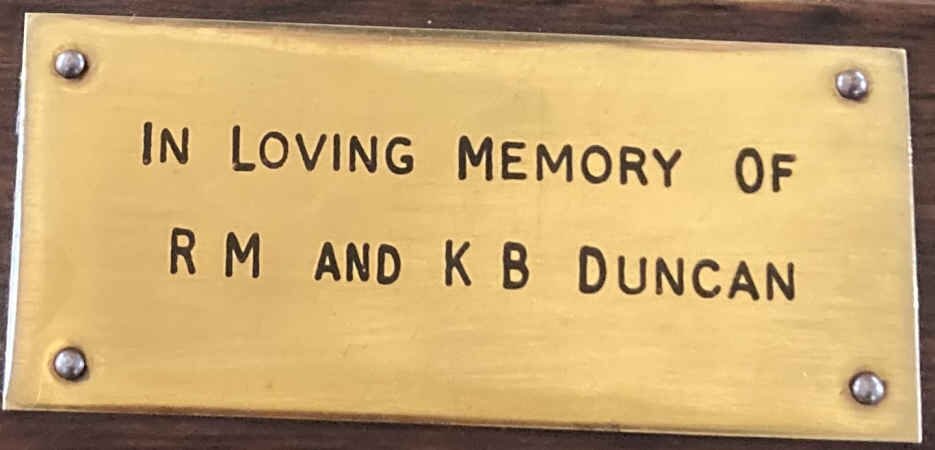 IN LOVING MEMORY OF
R M AND K B DUNCAN